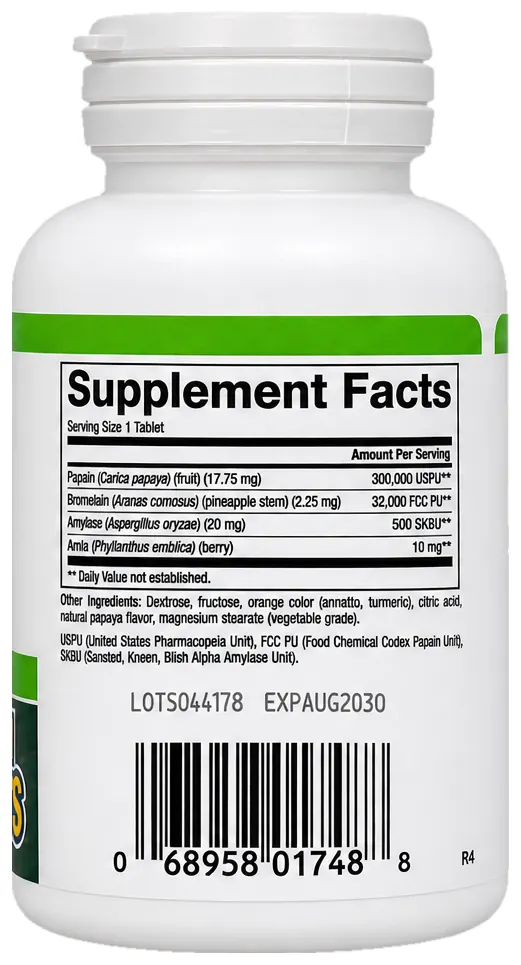 Supplement Facts
Serving Size 1 Tablet
Amount Per Serving
Papain (Carica papaya) (fruit) (17.75 mg) 300,000 USPU**
Bromelain (Aranas comosus) (pineapple stem) (2.25 mg) 32,000 FCC PU**
Amylase (Aspergillus oryzae) (20 mg) 500 SKBU**
Amla (Phyllanthus emblica) (berry) 10 mg**
** Daily Value not established.
Other Ingredients: Dextrose, fructose, orange color (annatto, turmeric), citric acid,
natural papaya flavor, magnesium stearate (vegetable grade).
USPU (United States Pharmacopeia Unit), FCC PU (Food Chemical Codex Papain Unit),
SKBU (Sansted, Kneen, Blish Alpha Amylase Unit).
LOTS044178 EXPAUG2030
0 68958 01748 8
R4